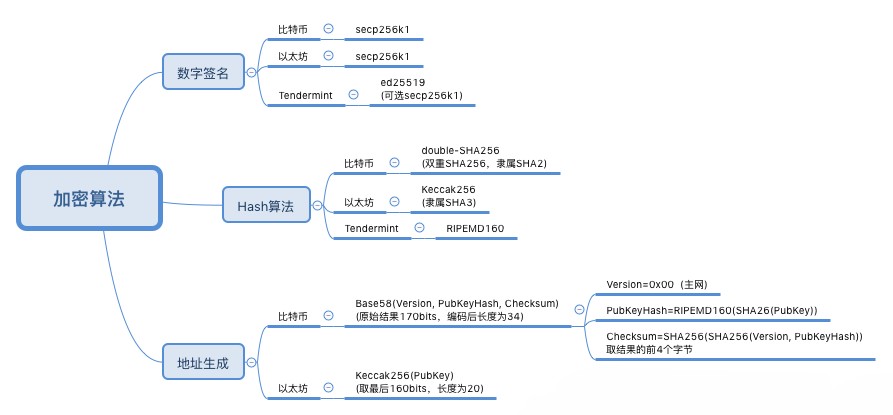 加密算法
数字签名
比特币
secp256k1
以太坊
secp256k1
Tendermint
ed25519
(可选secp256k1)
Hash算法
比特币
double-SHA256
(双重SHA256，隶属SHA2)
以太坊
Keccak256
(隶属SHA3)
Tendermint
RIPEMD160
地址生成
比特币
Base58(Version, PubKeyHash, Checksum)
(原始结果170bits，编码后长度为34)
Version=0x00（主网)
PubKeyHash=RIPEMD160(SHA26(PubKey))
Checksum=SHA256(SHA256(Version, PubKeyHash))
取结果的前4个字节
以太坊
Keccak256(PubKey)
(取最后160bits，长度为20)